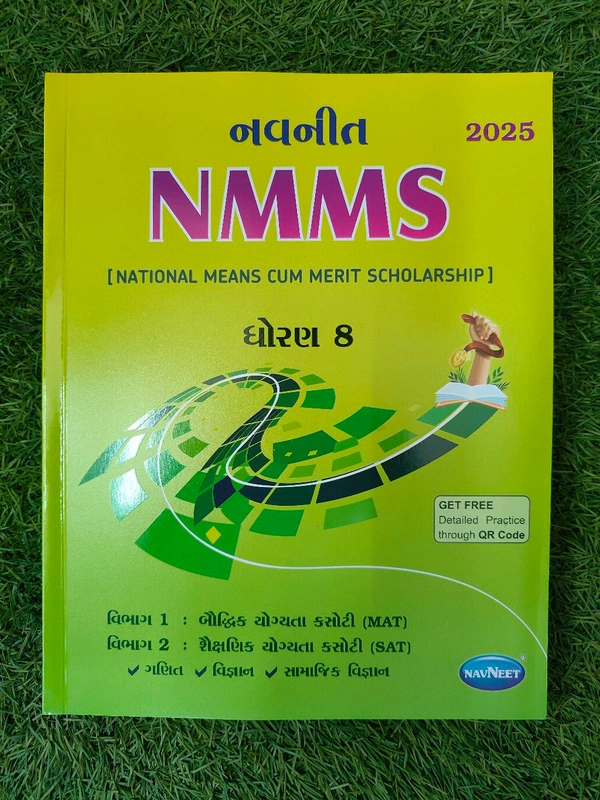 નવનીત
2025
NMMS
[NATIONAL MEANS CUM MERIT SCHOLARSHIP]
ધોરણ 8
GET FREE
Detailed Practice
through QR Code
વિભાગ 1 : બૌદ્ધિક યોગ્યતા કસોટી (MAT)
વિભાગ 2 : શૈક્ષણિક યોગ્યતા કસોટી (SAT)
✓ ગણિત ✓ વિજ્ઞાન ✓ સામાજિક વિજ્ઞાન
NAVNEET